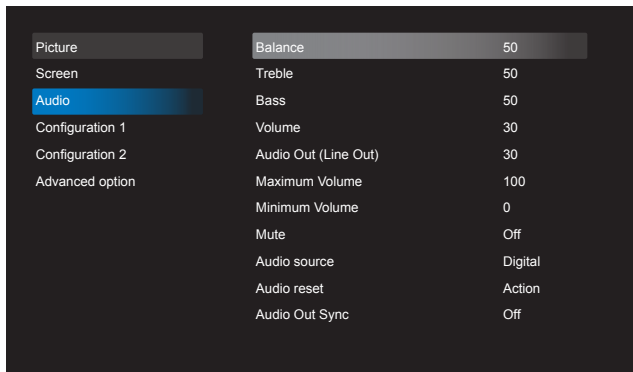 Picture
Screen
Audio
Configuration 1
Configuration 2
Advanced option
Balance 50
Treble 50
Bass 50
Volume 30
Audio Out (Line Out) 30
Maximum Volume 100
Minimum Volume 0
Mute Off
Audio source Digital
Audio reset Action
Audio Out Sync Off